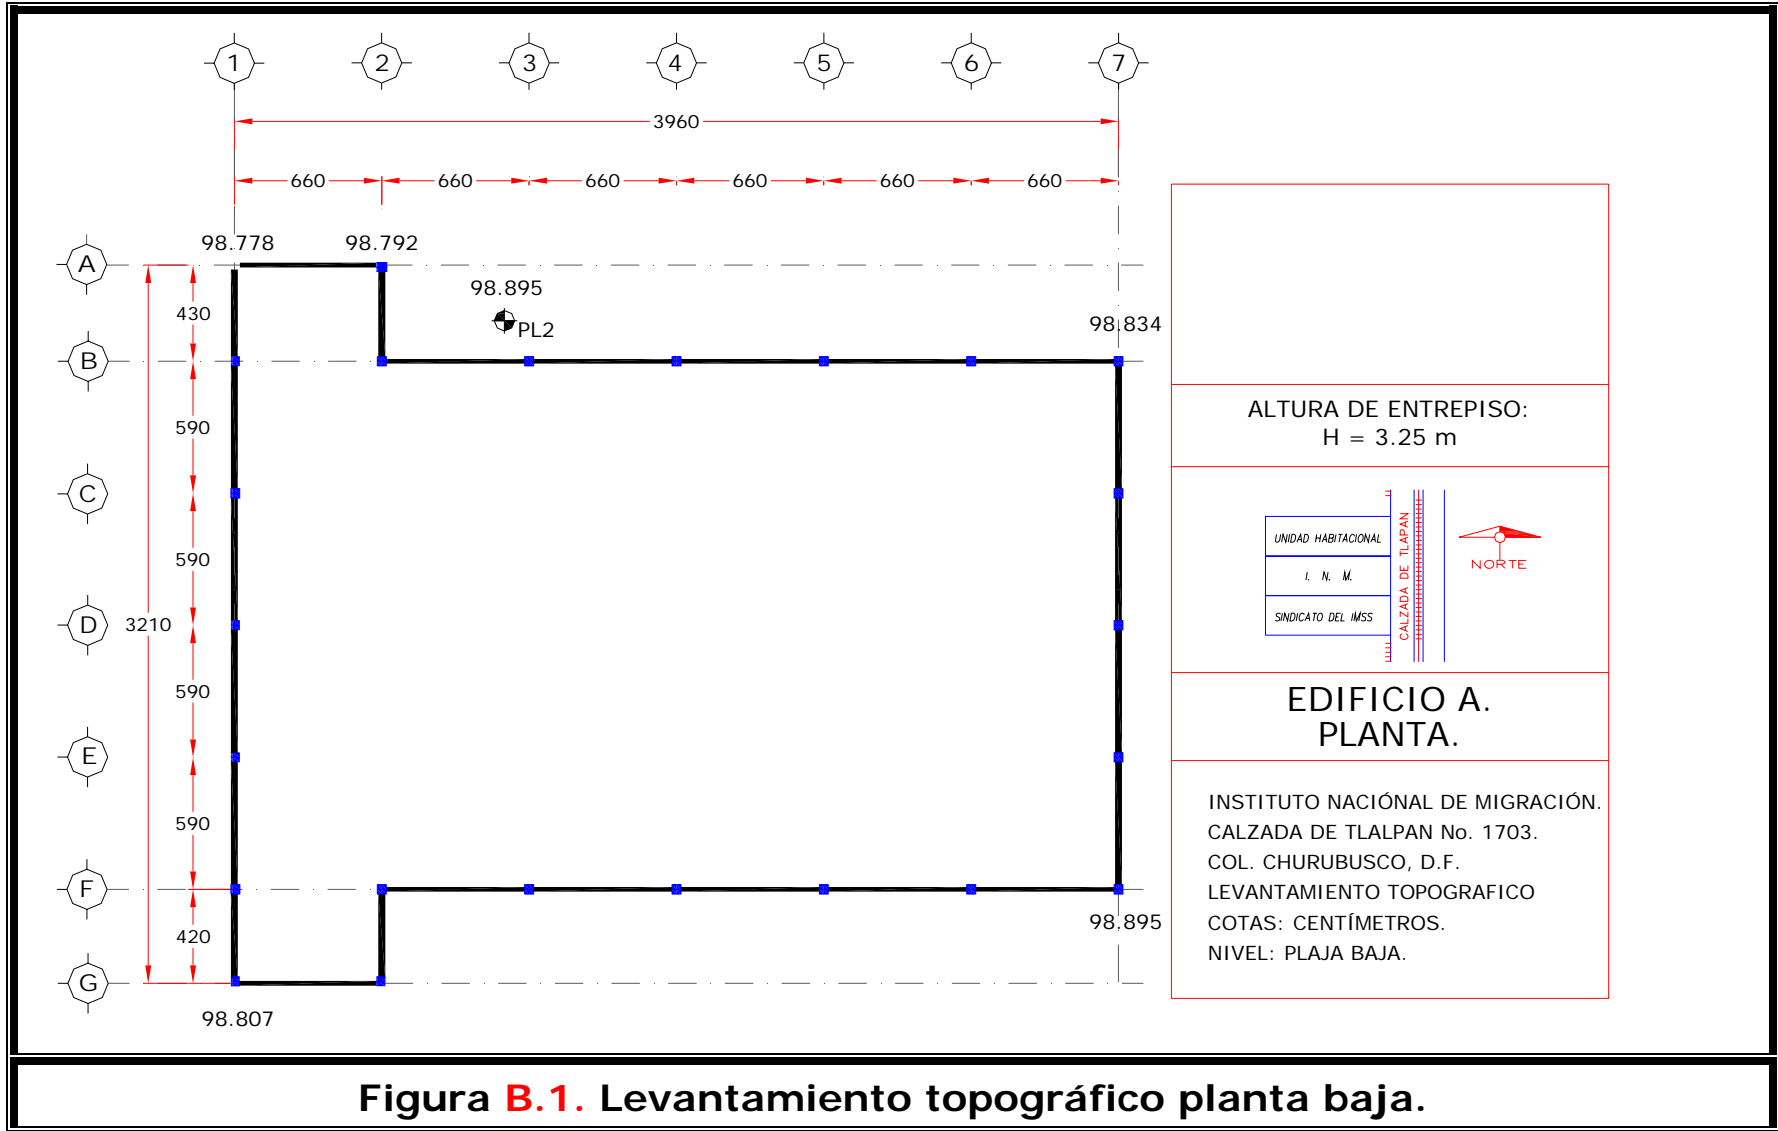 1 2 3 4 5 6 7
3960
660 660 660 660 660 660
98.778 98.792
A
98.895
PL2
430
98.834
B
590
C
590
D
3210
590
E
590
F
98.895
420
G
98.807
ALTURA DE ENTREPISO:
H = 3.25 m
UNIDAD HABITACIONAL
I. N. M.
SINDICATO DEL IMSS
CALZADA DE TLAPAN
NORTE
EDIFICIO A.
PLANTA.
INSTITUTO NACIÓNAL DE MIGRACIÓN.
CALZADA DE TLALPAN No. 1703.
COL. CHURUBUSCO, D.F.
LEVANTAMIENTO TOPOGRAFICO
COTAS: CENTÍMETROS.
NIVEL: PLAJA BAJA.
Figura B.1. Levantamiento topográfico planta baja.